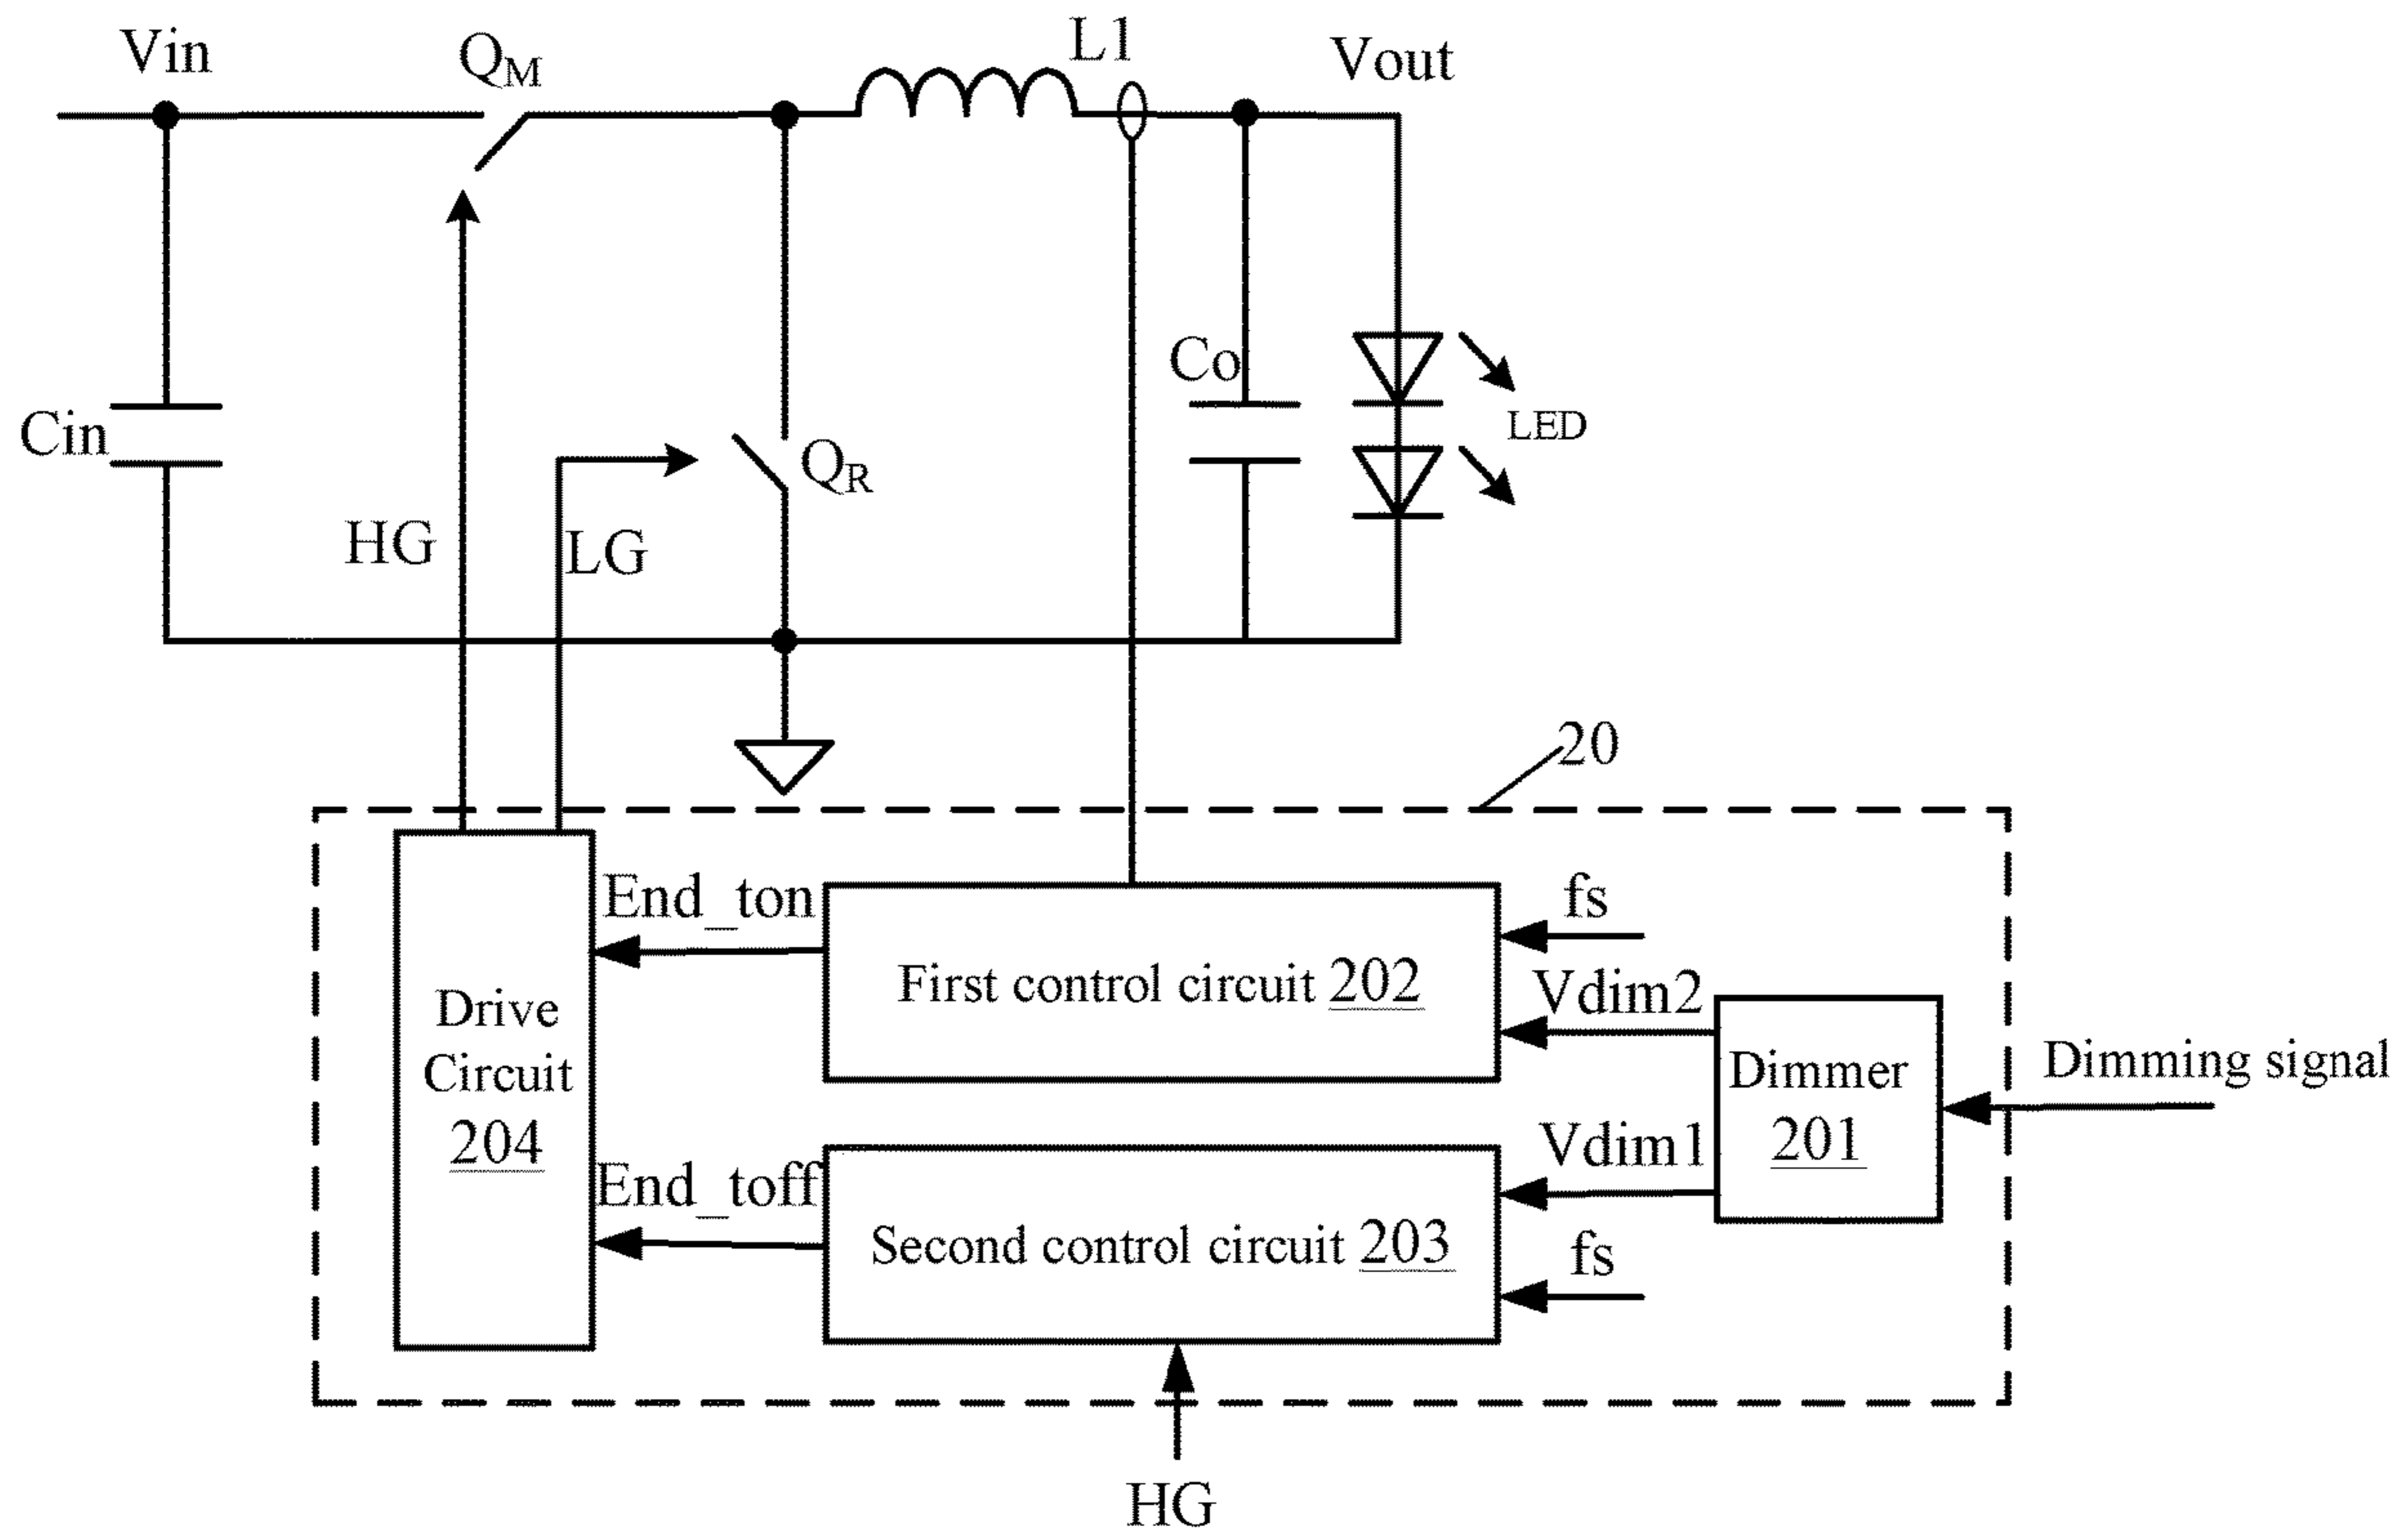 Vin
QM
L1
Vout
Cin
HG
LG
QR
Co
LED
20
End_ton
fs
First control circuit 202
Vdim2
Drive
Circuit
204
Dimmer
201
Dimming signal
Vdim1
End_toff
Second control circuit 203
fs
HG